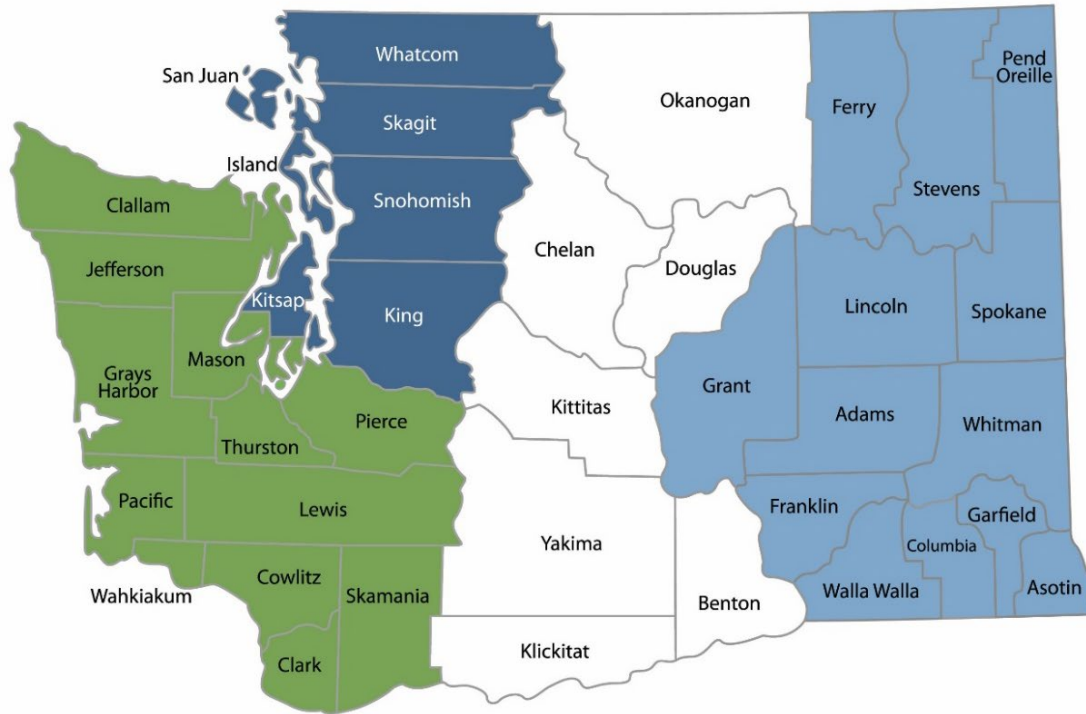 Whatcom
San Juan
Pend
Oreille
Okanogan
Ferry
Skagit
Island
Stevens
Clallam
Snohomish
Chelan
Jefferson
Douglas
Kitsap
King
Lincoln
Spokane
Mason
Grays
Harbor
Grant
Kittitas
Adams
Pierce
Whitman
Thurston
Pacific
Lewis
Franklin
Garfield
Yakima
Columbia
Cowlitz
Wahkiakum
Skamania
Walla Walla
Asotin
Benton
Klickitat
Clark